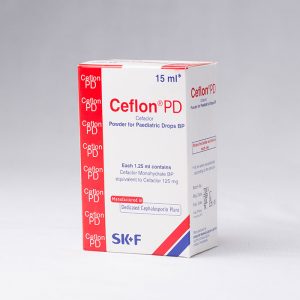 15 ml
Ceflon® PD
Cefaclor
Powder for Paediatric Drops BP
Each 1.25 ml contains
Cefaclor Monohydrate BP
equivalent to Cefaclor 125 mg
Manufactured in
Dedicated Cephalosporin Plant
SK+F
Ceflon
PD
Ceflon
PD
Ceflon
PD
Ceflon
PD
Ceflon
PD
Ceflon
PD
Ceflon
PD